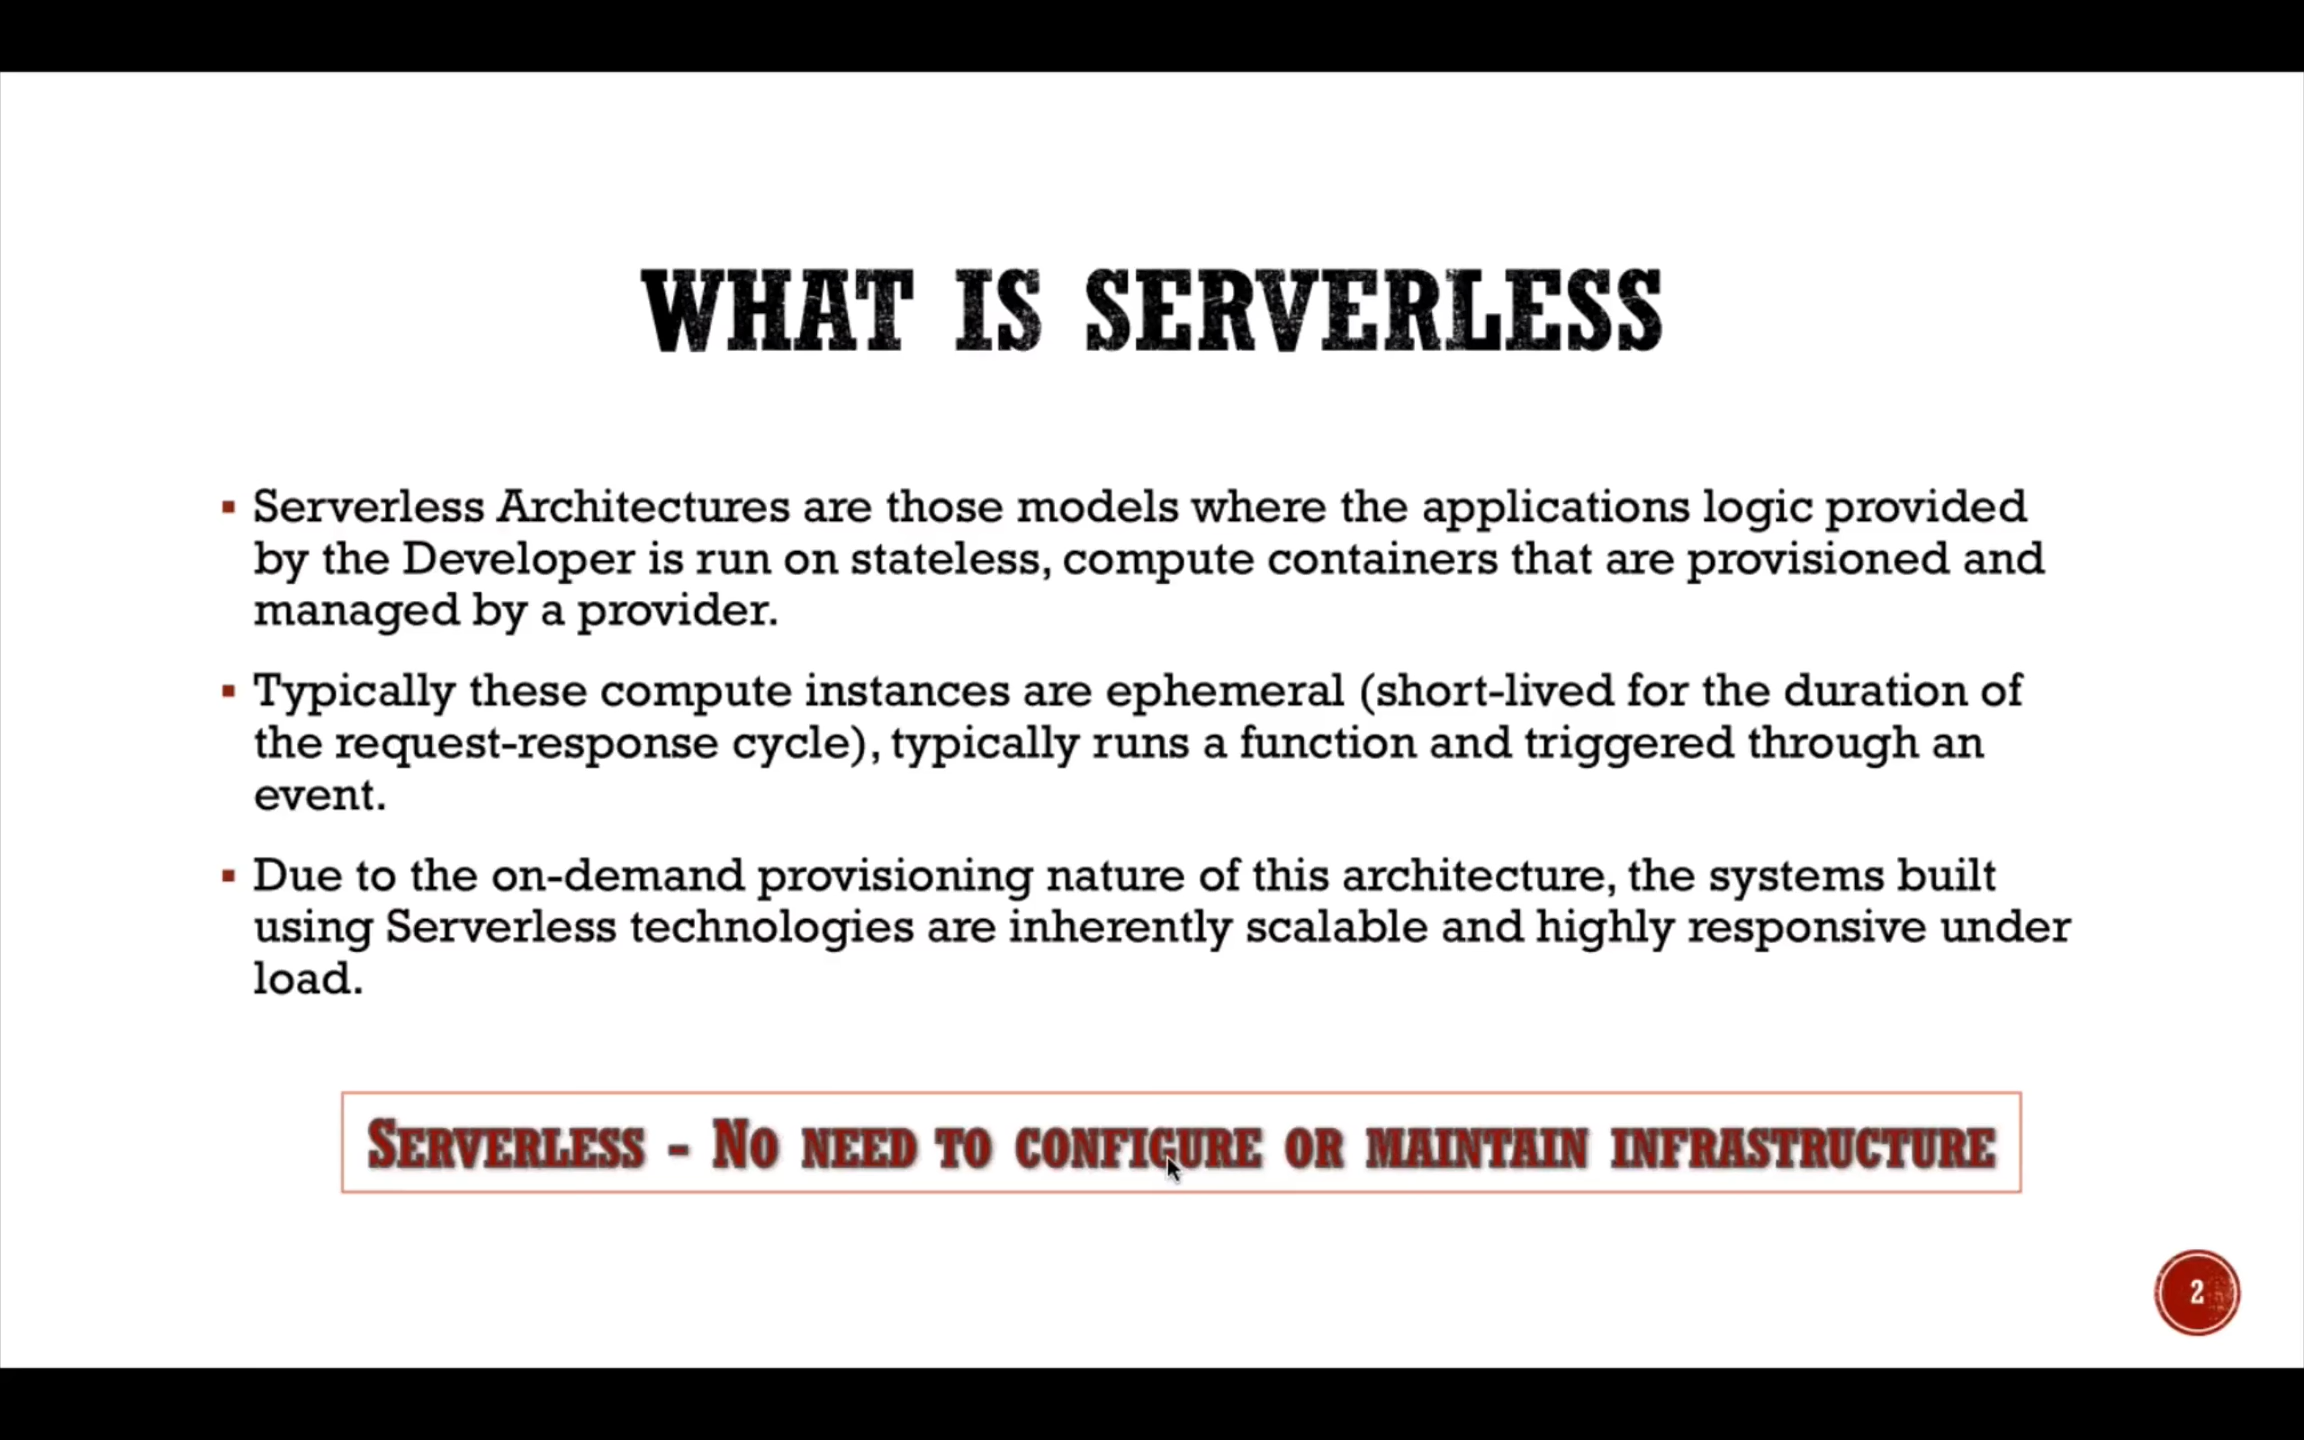 WHAT IS SERVERLESS
▪ Serverless Architectures are those models where the applications logic provided
by the Developer is run on stateless, compute containers that are provisioned and
managed by a provider.
▪ Typically these compute instances are ephemeral (short-lived for the duration of
the request-response cycle), typically runs a function and triggered through an
event.
▪ Due to the on-demand provisioning nature of this architecture, the systems built
using Serverless technologies are inherently scalable and highly responsive under
load.
SERVERLESS - NO NEED TO CONFIGURE OR MAINTAIN INFRASTRUCTURE
2